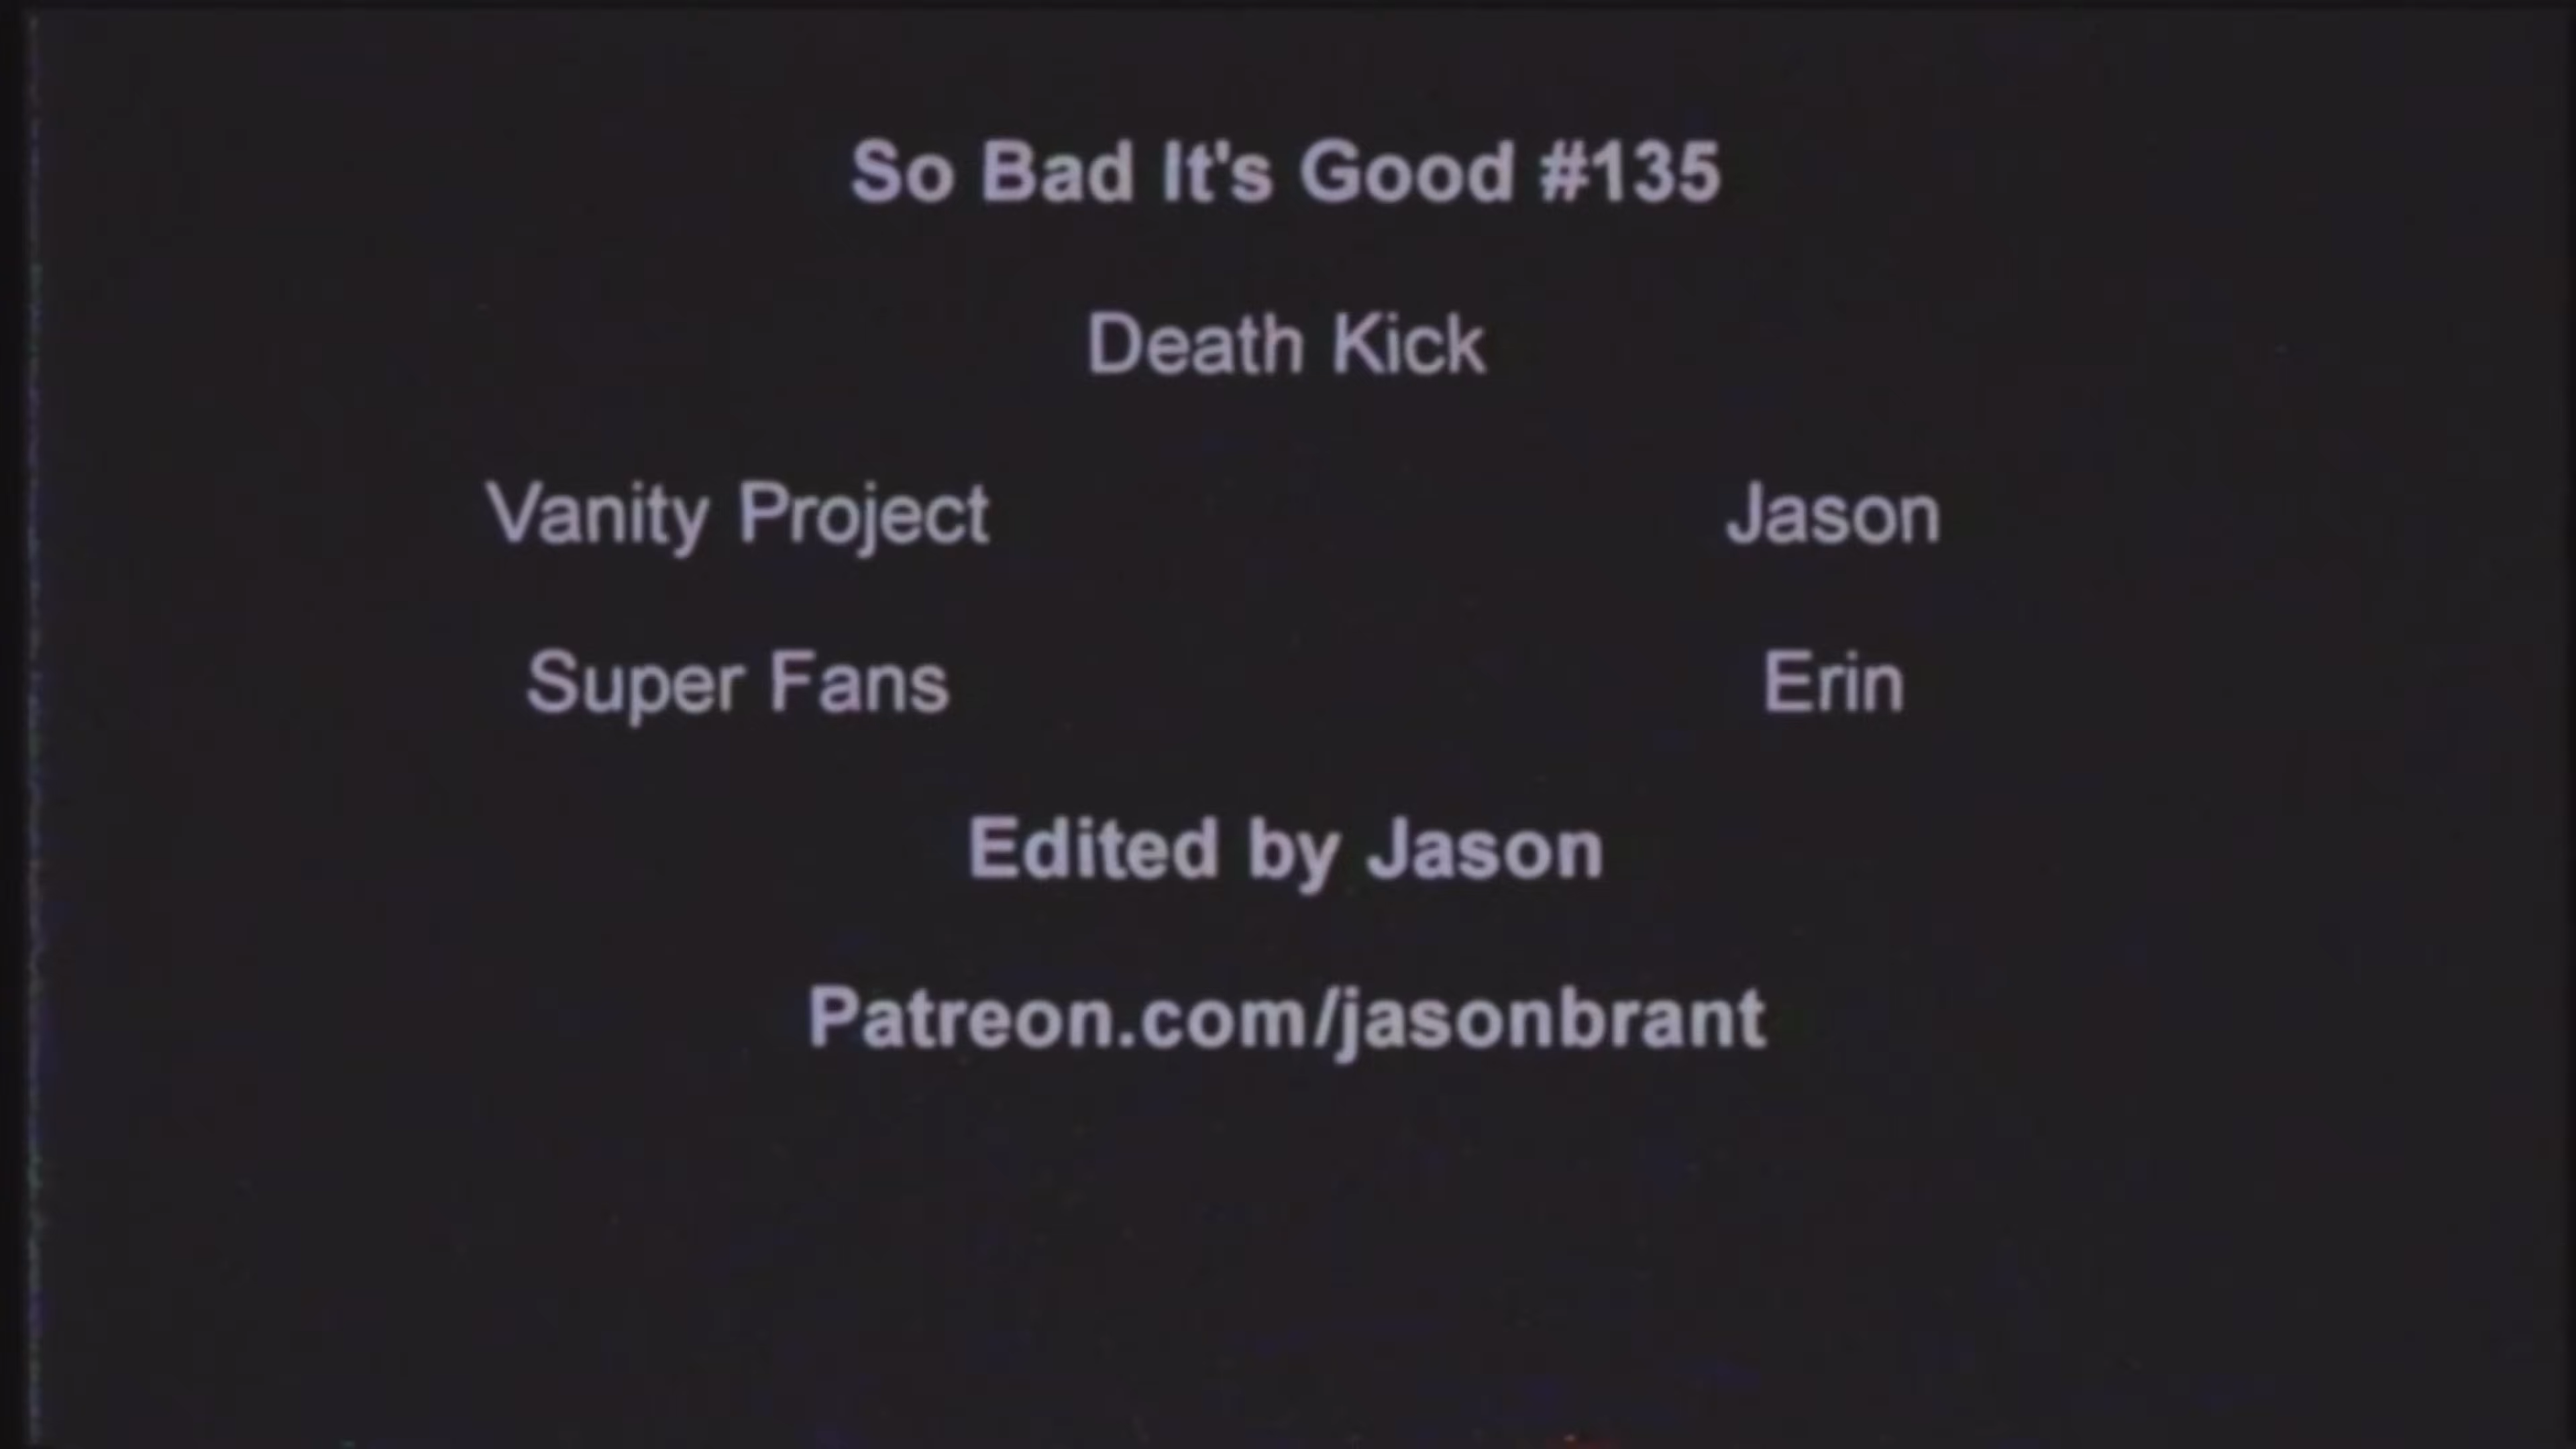 So Bad It's Good #135
Death Kick
Vanity Project Jason
Super Fans Erin
Edited by Jason
Patreon.com/jasonbrant